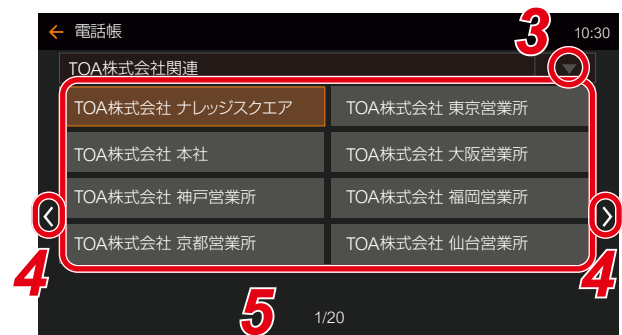 電話帳 3 10:30
TOA株式会社関連
TOA株式会社 ナレッジスクエア TOA株式会社 東京営業所
TOA株式会社 本社 TOA株式会社 大阪営業所
TOA株式会社 神戸営業所 TOA株式会社 福岡営業所
TOA株式会社 京都営業所 TOA株式会社 仙台営業所
4 4
5 1/20